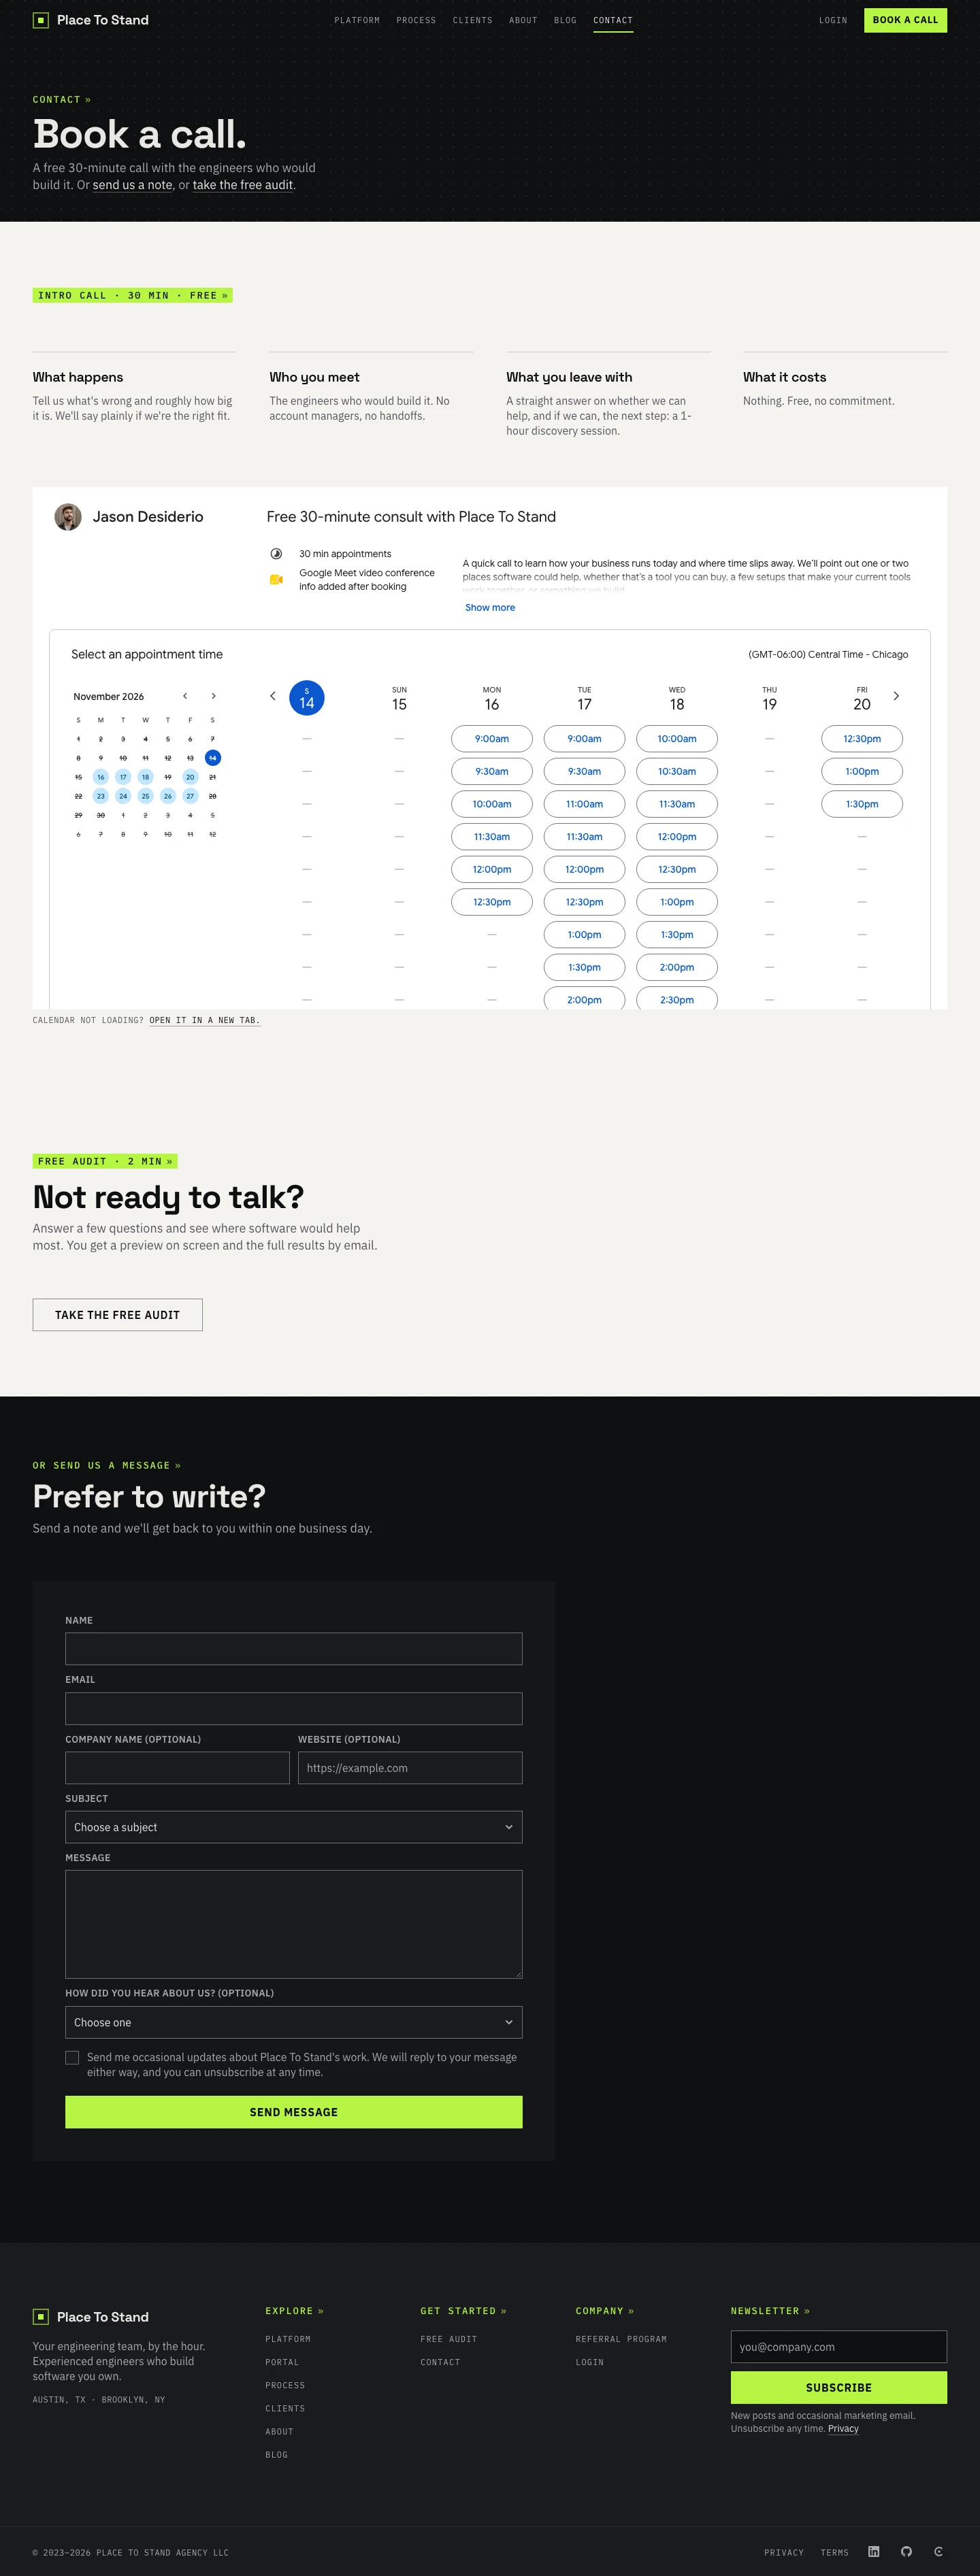 Place To Stand
PLATFORM PROCESS CLIENTS ABOUT BLOG CONTACT
LOGIN BOOK A CALL
CONTACT »
Book a call.
A free 30-minute call with the engineers who would
build it. Or send us a note, or take the free audit.
INTRO CALL · 30 MIN · FREE »
What happens
Tell us what's wrong and roughly how big
it is. We'll say plainly if we're the right fit.
Who you meet
The engineers who would build it. No
account managers, no handoffs.
What you leave with
A straight answer on whether we can
help, and if we can, the next step: a 1-
hour discovery session.
What it costs
Nothing. Free, no commitment.
Jason Desiderio
Free 30-minute consult with Place To Stand
30 min appointments
Google Meet video conference
info added after booking
A quick call to learn how your business runs today and where time slips away. We'll point out one or two
places software could help, whether that's a tool you can buy, a few setups that make your current tools
work together, or something we build.
Show more
Select an appointment time
(GMT-06:00) Central Time - Chicago
November 2026
S M T W T F S
1 2 3 4 5 6 7
8 9 10 11 12 13 14
15 16 17 18 19 20 21
22 23 24 25 26 27 28
29 30 1 2 3 4 5
6 7 8 9 10 11 12
S SUN MON TUE WED THU FRI
14 15 16 17 18 19 20
— — 9:00am 9:00am 10:00am — 12:30pm
— — 9:30am 9:30am 10:30am — 1:00pm
— — 10:00am 11:00am 11:30am — 1:30pm
— — 11:30am 11:30am 12:00pm — —
— — 12:00pm 12:00pm 12:30pm — —
— — 12:30pm 12:30pm 1:00pm — —
— — — 1:00pm 1:30pm — —
— — — 1:30pm 2:00pm — —
— — — 2:00pm 2:30pm — —
CALENDAR NOT LOADING? OPEN IT IN A NEW TAB.
FREE AUDIT · 2 MIN »
Not ready to talk?
Answer a few questions and see where software would help
most. You get a preview on screen and the full results by email.
TAKE THE FREE AUDIT
OR SEND US A MESSAGE »
Prefer to write?
Send a note and we'll get back to you within one business day.
NAME
EMAIL
COMPANY NAME (OPTIONAL) WEBSITE (OPTIONAL)
https://example.com
SUBJECT
Choose a subject
MESSAGE
HOW DID YOU HEAR ABOUT US? (OPTIONAL)
Choose one
Send me occasional updates about Place To Stand's work. We will reply to your message
either way, and you can unsubscribe at any time.
SEND MESSAGE
Place To Stand
Your engineering team, by the hour.
Experienced engineers who build
software you own.
AUSTIN, TX · BROOKLYN, NY
EXPLORE »
PLATFORM
PORTAL
PROCESS
CLIENTS
ABOUT
BLOG
GET STARTED »
FREE AUDIT
CONTACT
COMPANY »
REFERRAL PROGRAM
LOGIN
NEWSLETTER »
you@company.com
SUBSCRIBE
New posts and occasional marketing email.
Unsubscribe any time. Privacy
© 2023–2026 PLACE TO STAND AGENCY LLC
PRIVACY TERMS